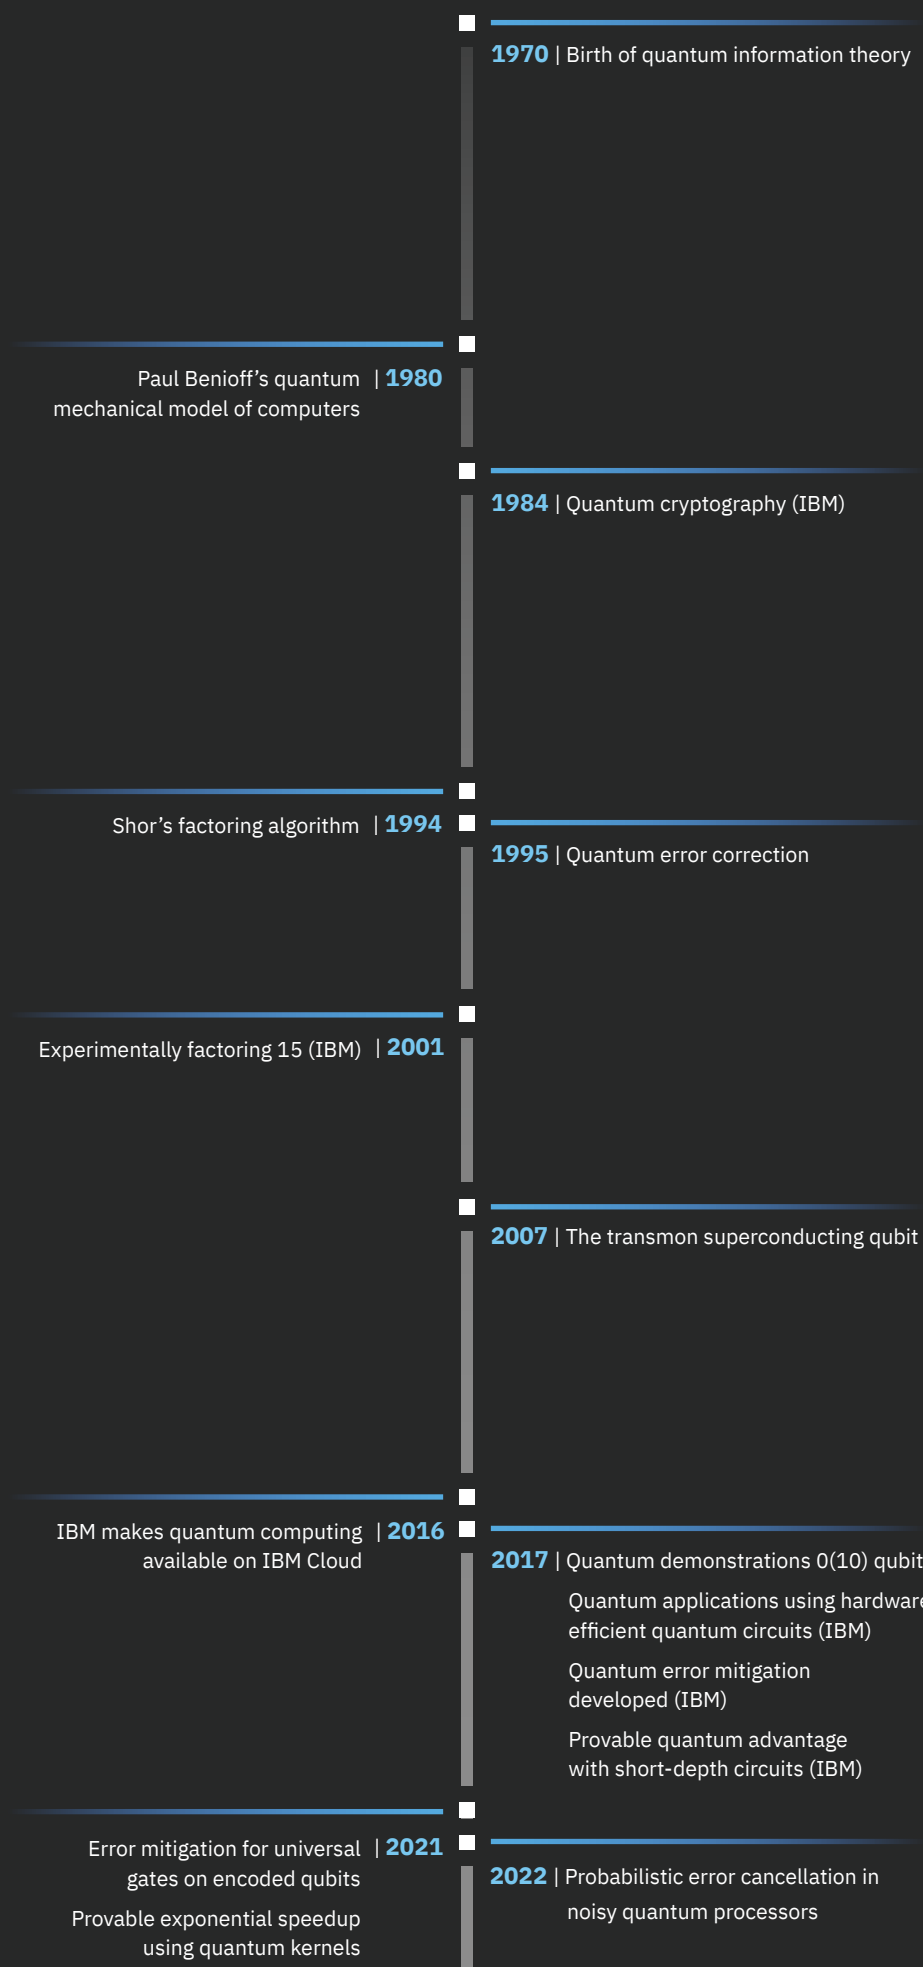 1970 | Birth of quantum information theory
Paul Benioff’s quantum | 1980
mechanical model of computers
1984 | Quantum cryptography (IBM)
Shor’s factoring algorithm | 1994
1995 | Quantum error correction
Experimentally factoring 15 (IBM) | 2001
2007 | The transmon superconducting qubit
IBM makes quantum computing | 2016
available on IBM Cloud
2017 | Quantum demonstrations 0(10) qubit
Quantum applications using hardware
efficient quantum circuits (IBM)
Quantum error mitigation
developed (IBM)
Provable quantum advantage
with short-depth circuits (IBM)
Error mitigation for universal | 2021
gates on encoded qubits
Provable exponential speedup
using quantum kernels
2022 | Probabilistic error cancellation in
noisy quantum processors